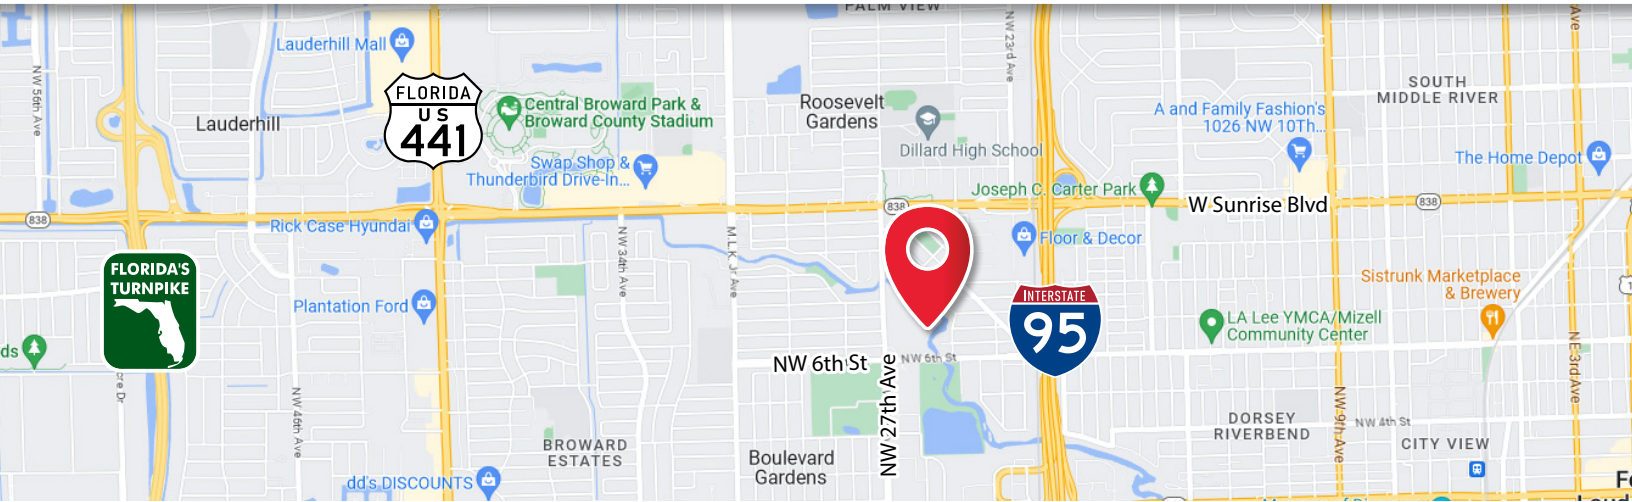 PALM VIEW
Lauderhill Mall
NW 56th Ave
FLORIDA
US
441
Central Broward Park &
Broward County Stadium
Lauderhill
Swap Shop &
Thunderbird Drive-In...
Roosevelt
Gardens
Dillard High School
NW 23rd Ave
Ave
SOUTH
MIDDLE RIVER
A and Family Fashion's
1026 NW 10Th...
The Home Depot
Joseph C. Carter Park
W Sunrise Blvd
838
838
838
Rick Case Hyundai
Floor & Decor
FLORIDA'S
TURNPIKE
NW 34th Ave
M.L.K. Jr Ave
Plantation Ford
INTERSTATE
95
Sistrunk Marketplace
& Brewery
1
LA Lee YMCA/Mizell
Community Center
ds
NW 6th St
NW 6th St
NW 27th Ave
NE 3rd Ave
NW 46th Ave
NW 9th Ave
DORSEY
RIVERBEND
NW 4th St
CITY VIEW
BROWARD
ESTATES
Boulevard
Gardens
dd's DISCOUNTS